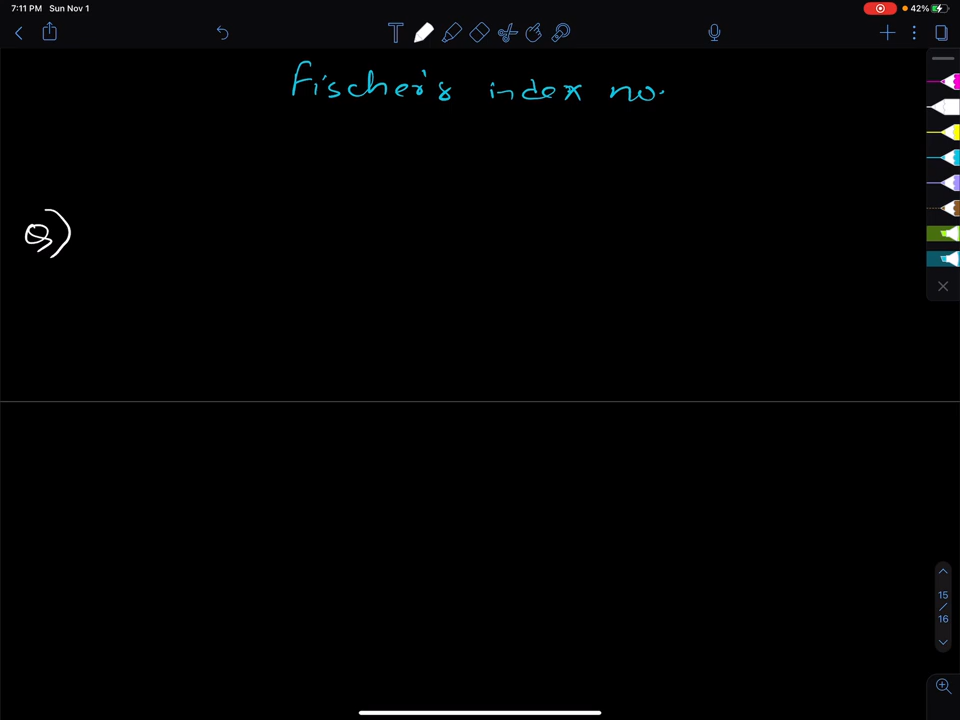 7:11 PM Sun Nov 1
42%
T
Fischer's index no.
Q)
15
/
16